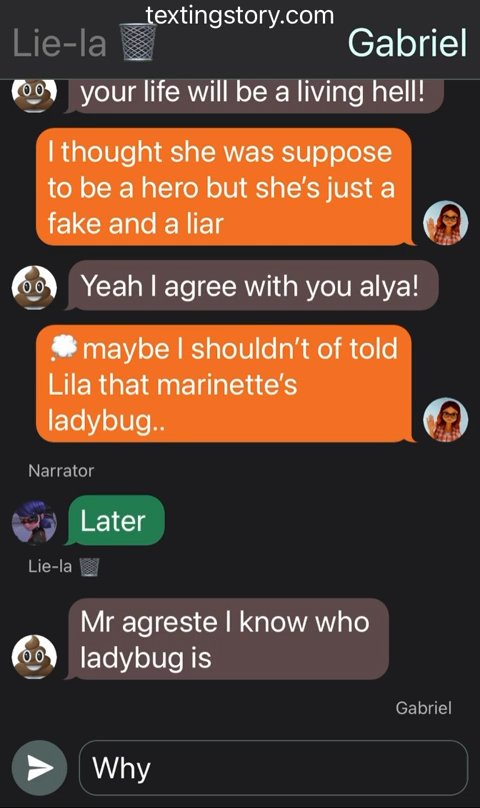 textingstory.com
Lie-la 🗑 Gabriel
your life will be a living hell!
I thought she was suppose
to be a hero but she's just a
fake and a liar
Yeah I agree with you alya!
💭 maybe I shouldn't of told
Lila that marinette's
ladybug..
Narrator
Later
Lie-la 🗑
Mr agreste I know who
ladybug is
Gabriel
Why